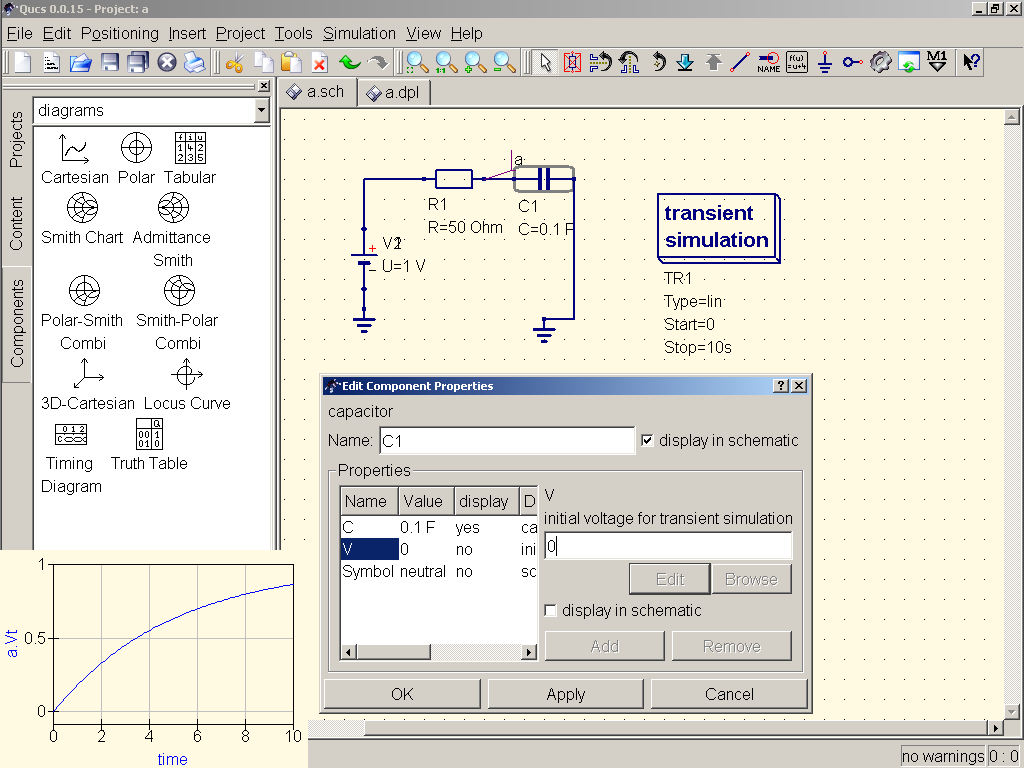 Qucs 0.0.15 - Project: a
File Edit Positioning Insert Project Tools Simulation View Help
NAME
M1
a.sch a.dpl
Projects
Content
Components
diagrams
Cartesian Polar Tabular
Smith Chart Admittance
Smith
Polar-Smith Smith-Polar
Combi Combi
3D-Cartesian Locus Curve
Timing Truth Table
Diagram
a
R1
R=50 Ohm
C1
C=0.1 F
U=1 V
transient
simulation
TR1
Type=lin
Start=0
Stop=10s
Edit Component Properties
capacitor
Name: C1 display in schematic
Properties
Name Value display D
C 0.1 F yes ca
V 0 no ini
Symbol neutral no sc
V
initial voltage for transient simulation
0
Edit Browse
display in schematic
Add Remove
OK Apply Cancel
1
0.5
0
a.Vt
0 2 4 6 8 10
time
no warnings 0 : 0